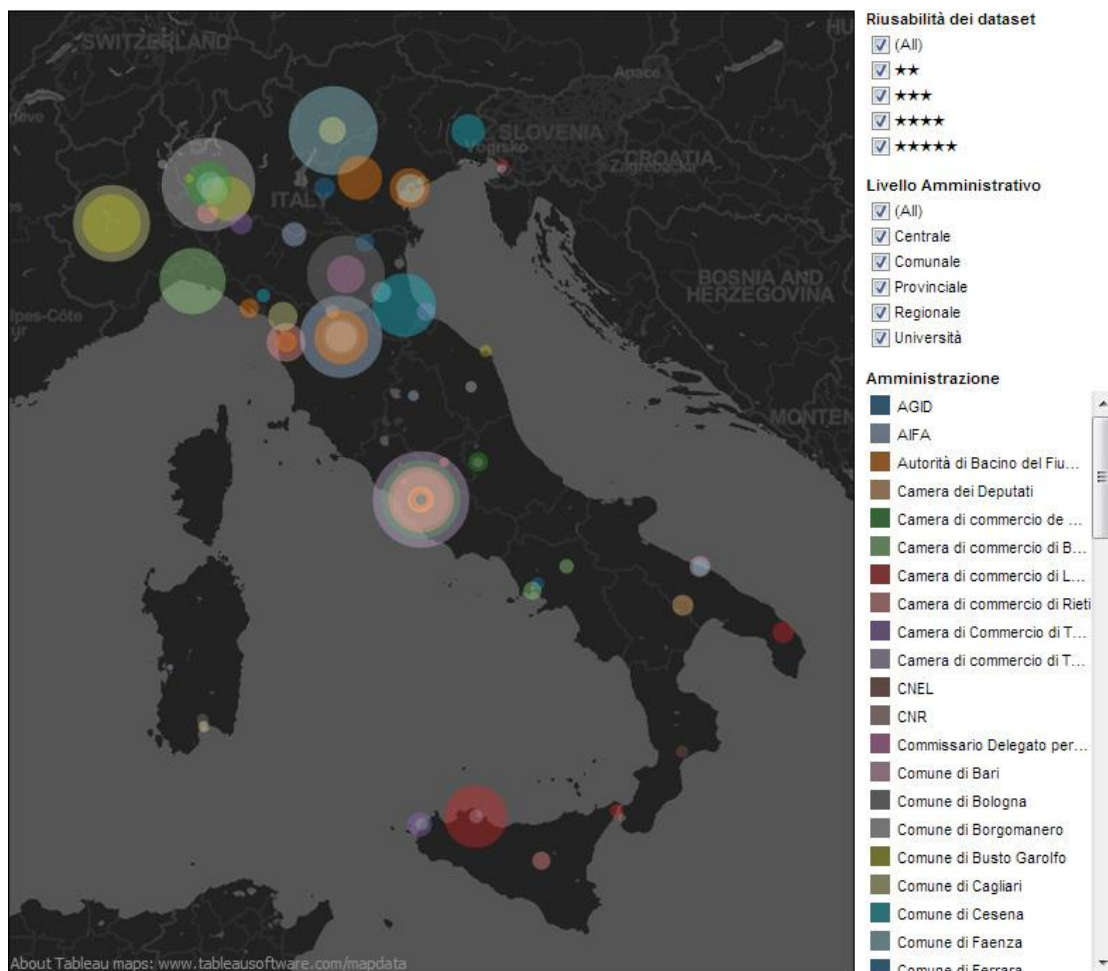 SWITZERLAND
HU
Apace
SLOVENIA
Vogrsko
CROATIA
Zagrebačka
ITALY
BOSNIA AND
HERZEGOVINA
MONTEN
About Tableau maps: www.tableausoftware.com/mapdata
Riusabilità dei dataset
(All)
★★
★★★
★★★★
★★★★★
Livello Amministrativo
(All)
Centrale
Comunale
Provinciale
Regionale
Università
Amministrazione
AGID
AIFA
Autorità di Bacino del Fiu...
Camera dei Deputati
Camera di commercio de ...
Camera di commercio di B...
Camera di commercio di L...
Camera di commercio di Rieti
Camera di Commercio di T...
Camera di commercio di T...
CNEL
CNR
Commissario Delegato per...
Comune di Bari
Comune di Bologna
Comune di Borgomanero
Comune di Busto Garolfo
Comune di Cagliari
Comune di Cesena
Comune di Faenza
Comune di Ferrara